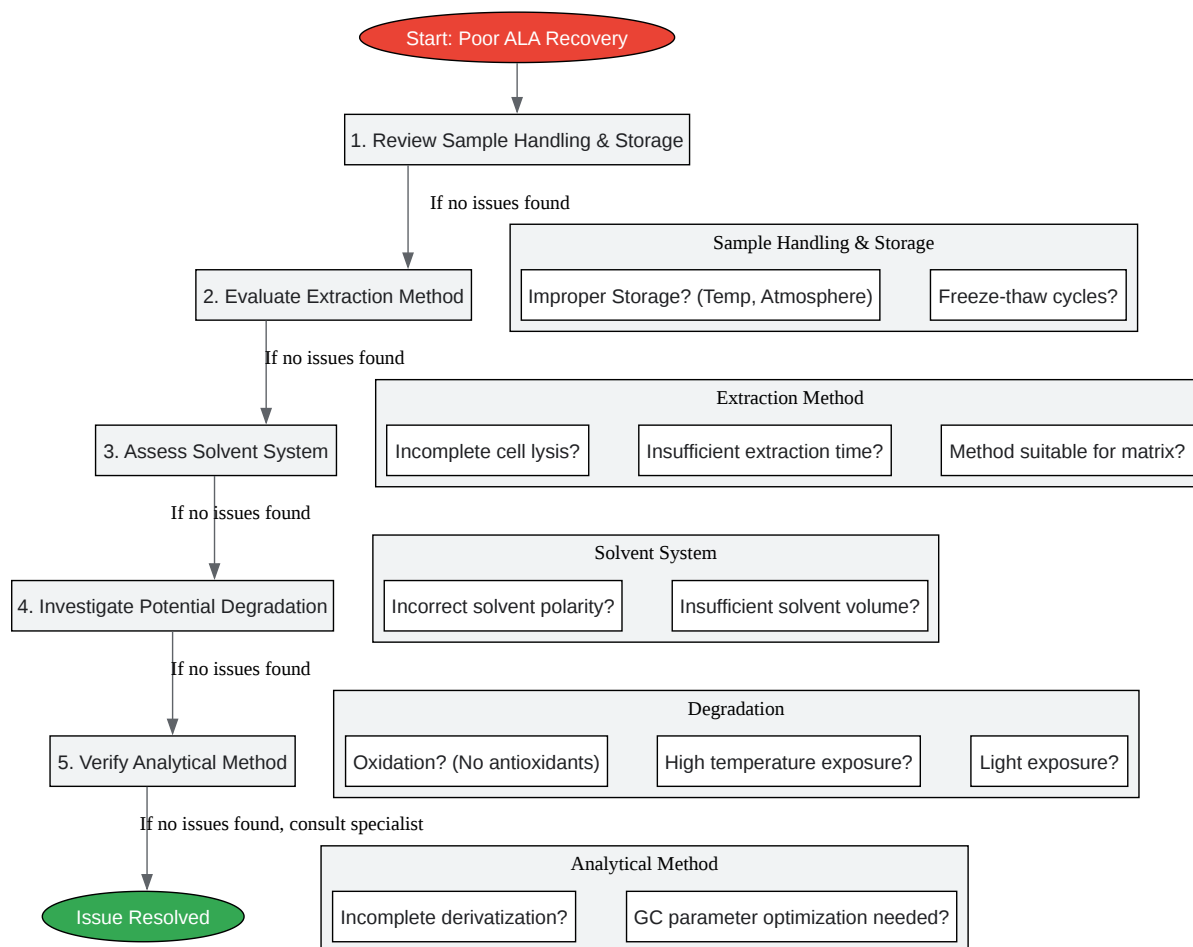 Start: Poor ALA Recovery
1. Review Sample Handling & Storage
If no issues found
Sample Handling & Storage
2. Evaluate Extraction Method
Improper Storage? (Temp, Atmosphere)
Freeze-thaw cycles?
If no issues found
Extraction Method
3. Assess Solvent System
Incomplete cell lysis?
Insufficient extraction time?
Method suitable for matrix?
If no issues found
Solvent System
4. Investigate Potential Degradation
Incorrect solvent polarity?
Insufficient solvent volume?
If no issues found
Degradation
5. Verify Analytical Method
Oxidation? (No antioxidants)
High temperature exposure?
Light exposure?
If no issues found, consult specialist
Analytical Method
Issue Resolved
Incomplete derivatization?
GC parameter optimization needed?